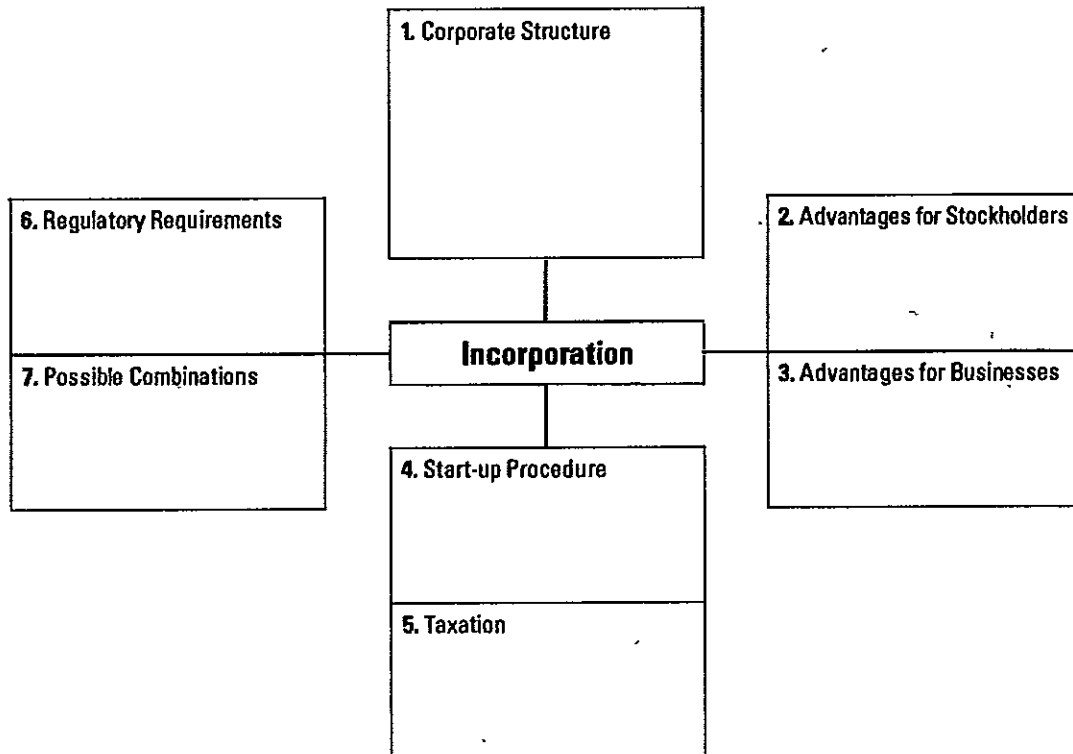 1. Corporate Structure
6. Regulatory Requirements
2. Advantages for Stockholders
Incorporation
7. Possible Combinations
3. Advantages for Businesses
4. Start-up Procedure
5. Taxation